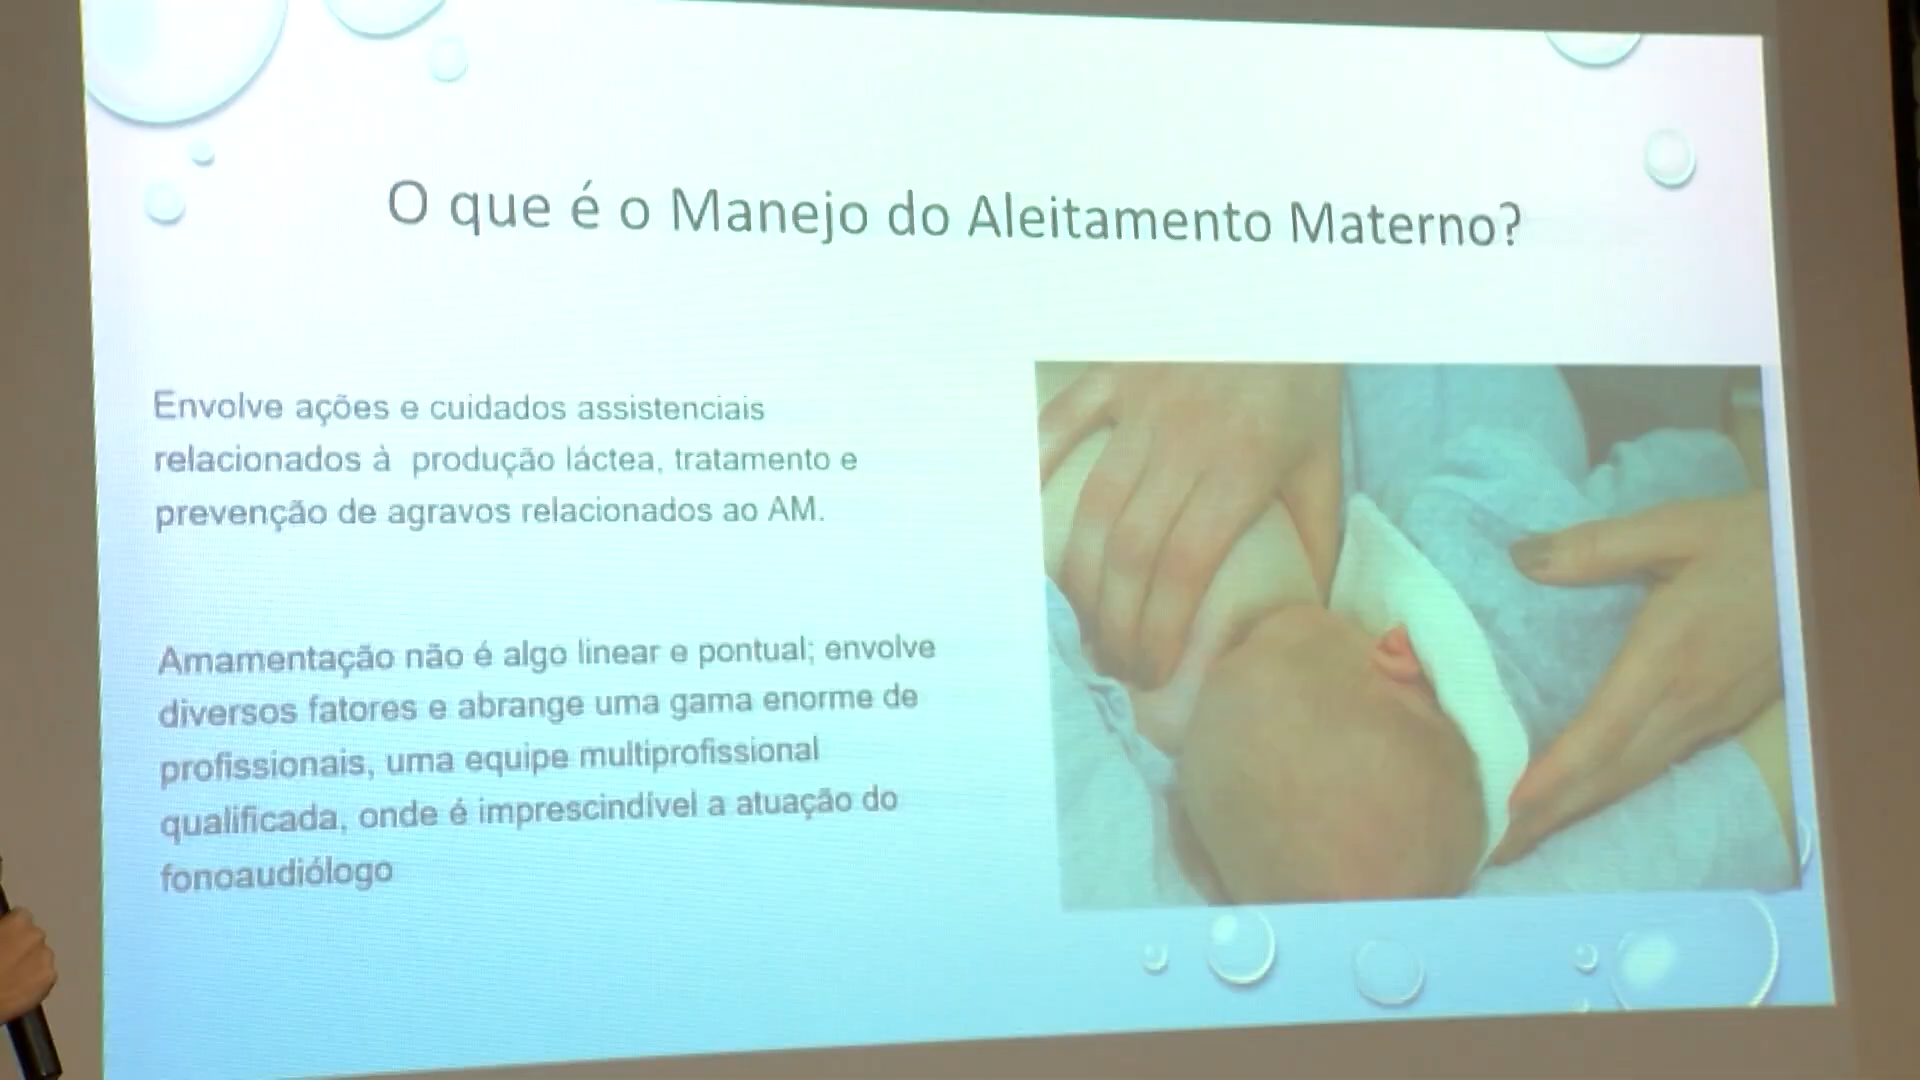 O que é o Manejo do Aleitamento Materno?
Envolve ações e cuidados assistenciais
relacionados à produção láctea, tratamento e
prevenção de agravos relacionados ao AM.
Amamentação não é algo linear e pontual; envolve
diversos fatores e abrange uma gama enorme de
profissionais, uma equipe multiprofissional
qualificada, onde é imprescindível a atuação do
fonoaudiólogo